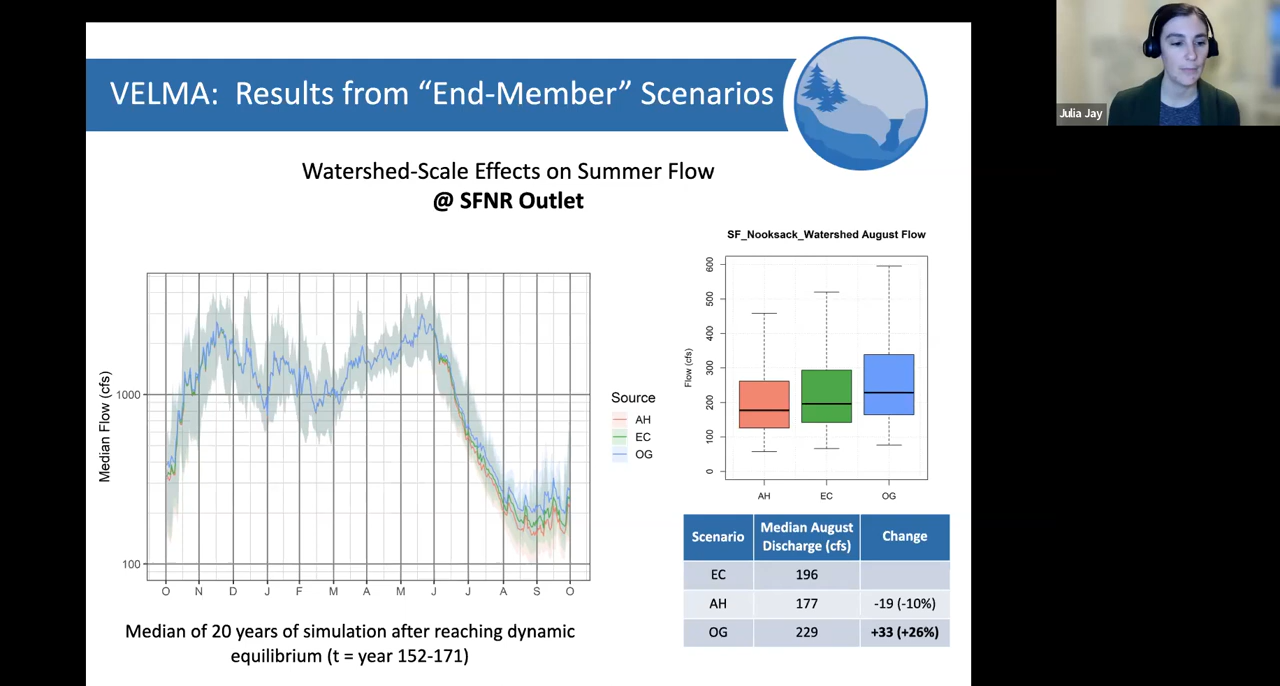 VELMA: Results from “End-Member” Scenarios
Julia Jay
Watershed-Scale Effects on Summer Flow
@ SFNR Outlet
Median Flow (cfs)
1000
100
O N D J F M A M J J A S O
Source
AH
EC
OG
SF_Nooksack_Watershed August Flow
Flow (cfs)
600
500
400
300
200
100
0
AH EC OG
Scenario Median August Discharge (cfs) Change
EC 196
AH 177 -19 (-10%)
OG 229 +33 (+26%)
Median of 20 years of simulation after reaching dynamic
equilibrium (t = year 152-171)